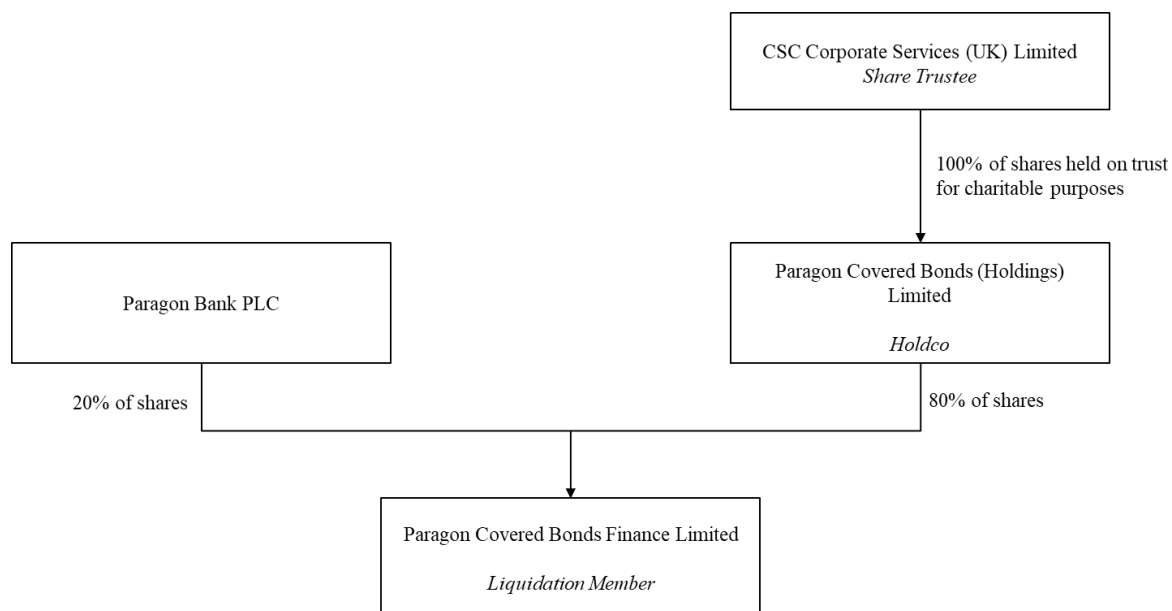 CSC Corporate Services (UK) Limited
Share Trustee
100% of shares held on trust
for charitable purposes
Paragon Bank PLC
Paragon Covered Bonds (Holdings)
Limited
Holdco
20% of shares
80% of shares
Paragon Covered Bonds Finance Limited
Liquidation Member